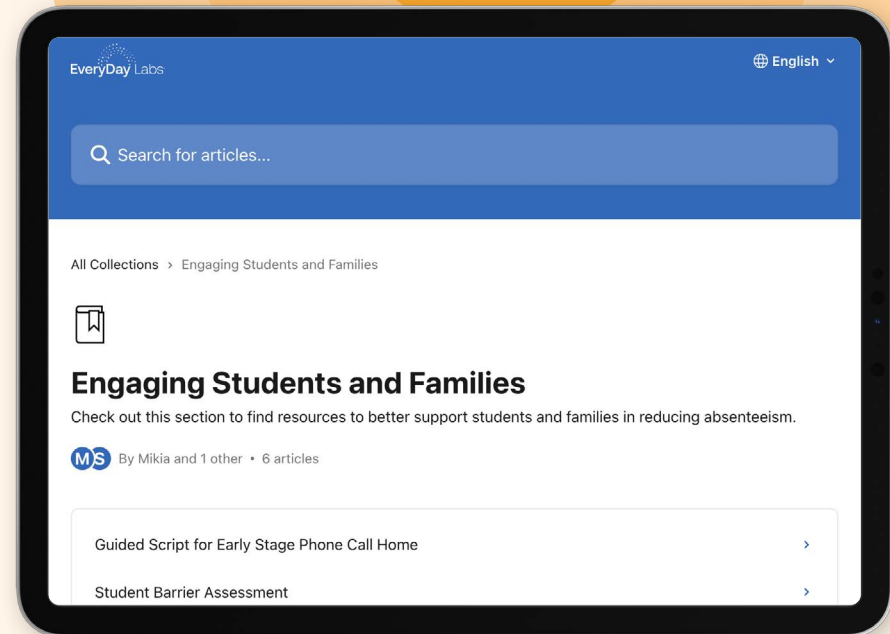 EveryDay Labs
English
Search for articles...
All Collections > Engaging Students and Families
Engaging Students and Families
Check out this section to find resources to better support students and families in reducing absenteeism.
MS By Mikia and 1 other • 6 articles
Guided Script for Early Stage Phone Call Home
Student Barrier Assessment